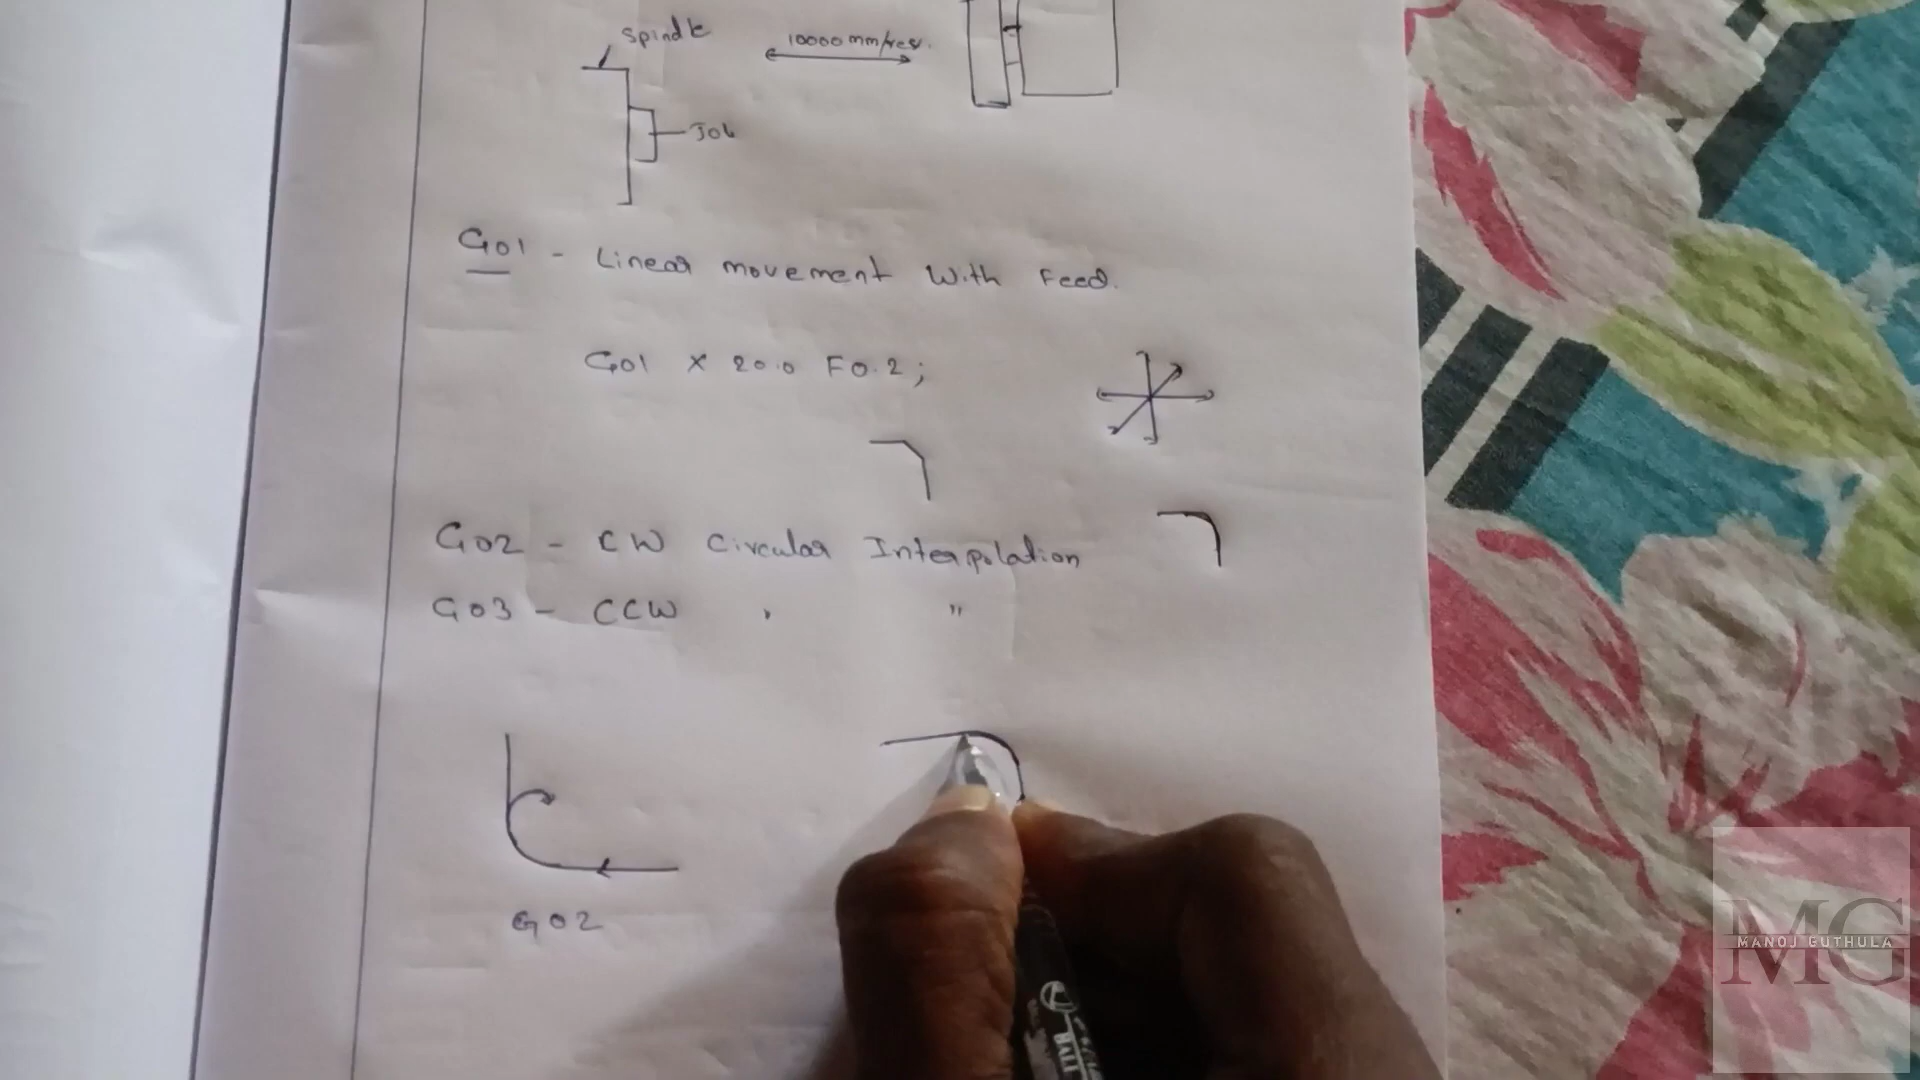 Spindle
10000 mm/rev.
Job
G01 - Linear movement With Feed.
G01 X 20.0 F0.2;
G02 - CW Circular Interpolation
G03 - CCW " "
G02
MG
MANOJ GUTHULA